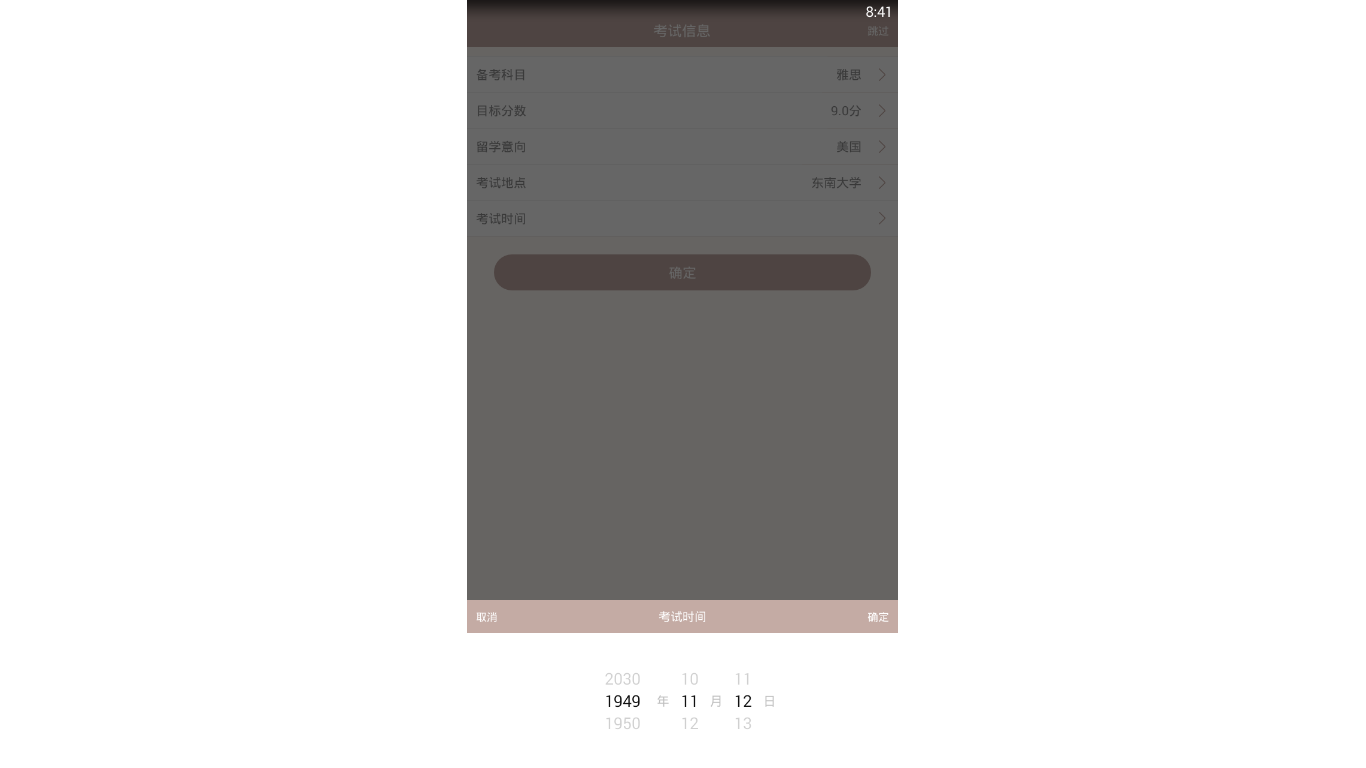 8:41
考试信息 跳过
备考科目 雅思
目标分数 9.0分
留学意向 美国
考试地点 东南大学
考试时间
确定
取消 考试时间 确定
2030 10 11
1949 年 11 月 12 日
1950 12 13